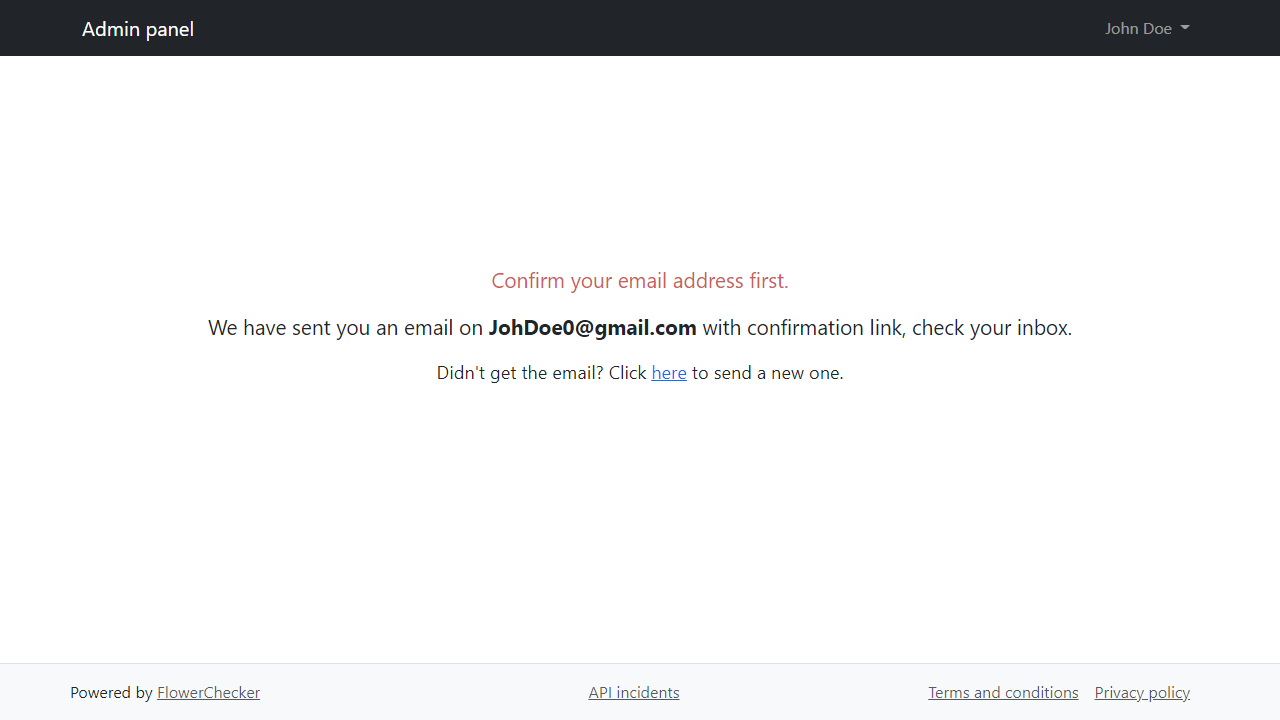 Admin panel
John Doe
Confirm your email address first.
We have sent you an email on JohDoe0@gmail.com with confirmation link, check your inbox.
Didn't get the email? Click here to send a new one.
Powered by FlowerChecker
API incidents
Terms and conditions
Privacy policy